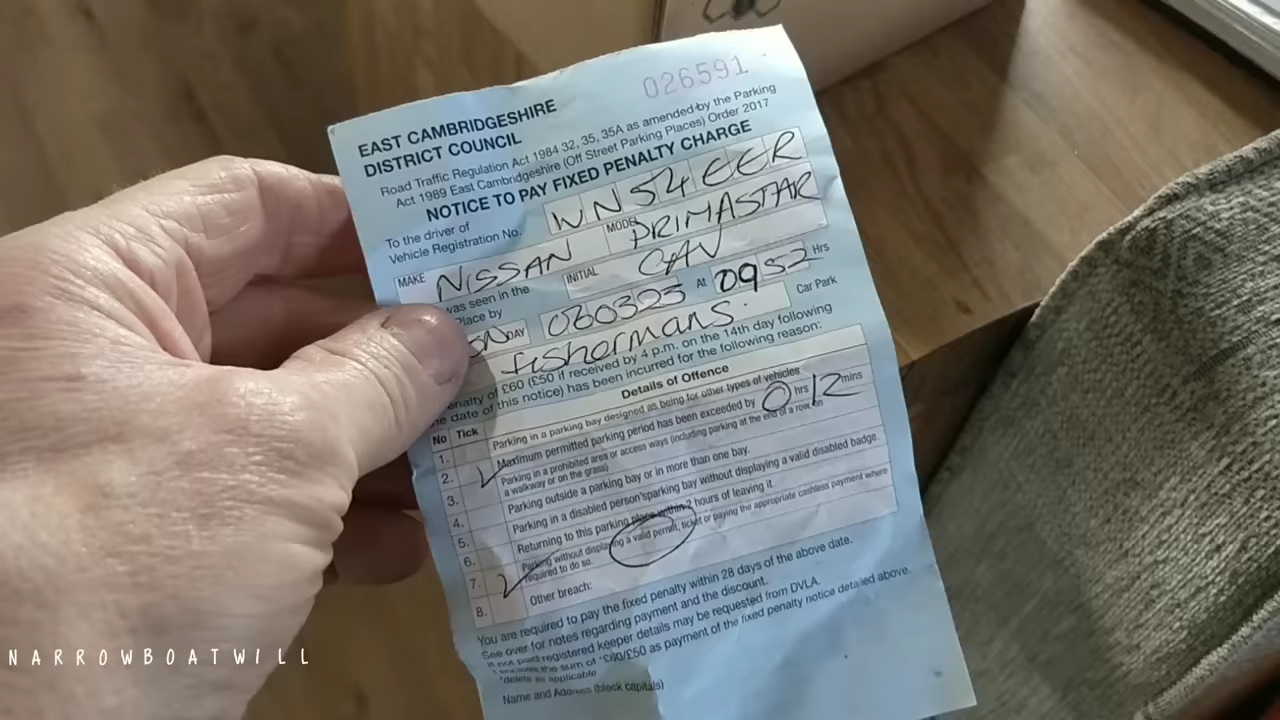 026591
EAST CAMBRIDGESHIRE
DISTRICT COUNCIL
Road Traffic Regulation Act 1984 32, 35, 35A as amended by the Parking
Act 1989 East Cambridgeshire (Off Street Parking Places) Order 2017
NOTICE TO PAY FIXED PENALTY CHARGE
To the driver of
Vehicle Registration No. WN54EER
MAKE NISSAN MODEL PRIMASTAR
was seen in the INITIAL
Place by
DAY At 0952 Hrs
fishermans. Car Park
penalty of £60 (£50 if received by 4 p.m. on the 14th day following
date of this notice) has been incurred for the following reason:
No Tick Details of Offence
1. Parking in a parking bay designed as being for other types of vehicles
2. Maximum permitted parking period has been exceeded by 0 hrs 12 mins
3. Parking in a prohibited area or access ways (including parking at the end of a row, on
a walkway or on the grass)
4. Parking outside a parking bay or in more than one bay.
5. Parking in a disabled person's parking bay without displaying a valid disabled badge.
6. Returning to this parking place within 2 hours of leaving it.
7. Parking without displaying a valid permit, ticket or paying the appropriate cashless payment where
required to do so.
8. Other breach:
You are required to pay the fixed penalty within 28 days of the above date.
See over for notes regarding payment and the discount.
If not paid registered keeper details may be requested from DVLA.
I enclose the sum of *£60/£50 as payment of the fixed penalty notice detailed above.
*delete as applicable
Name and Address (block capitals)
NARROWBOATWILL